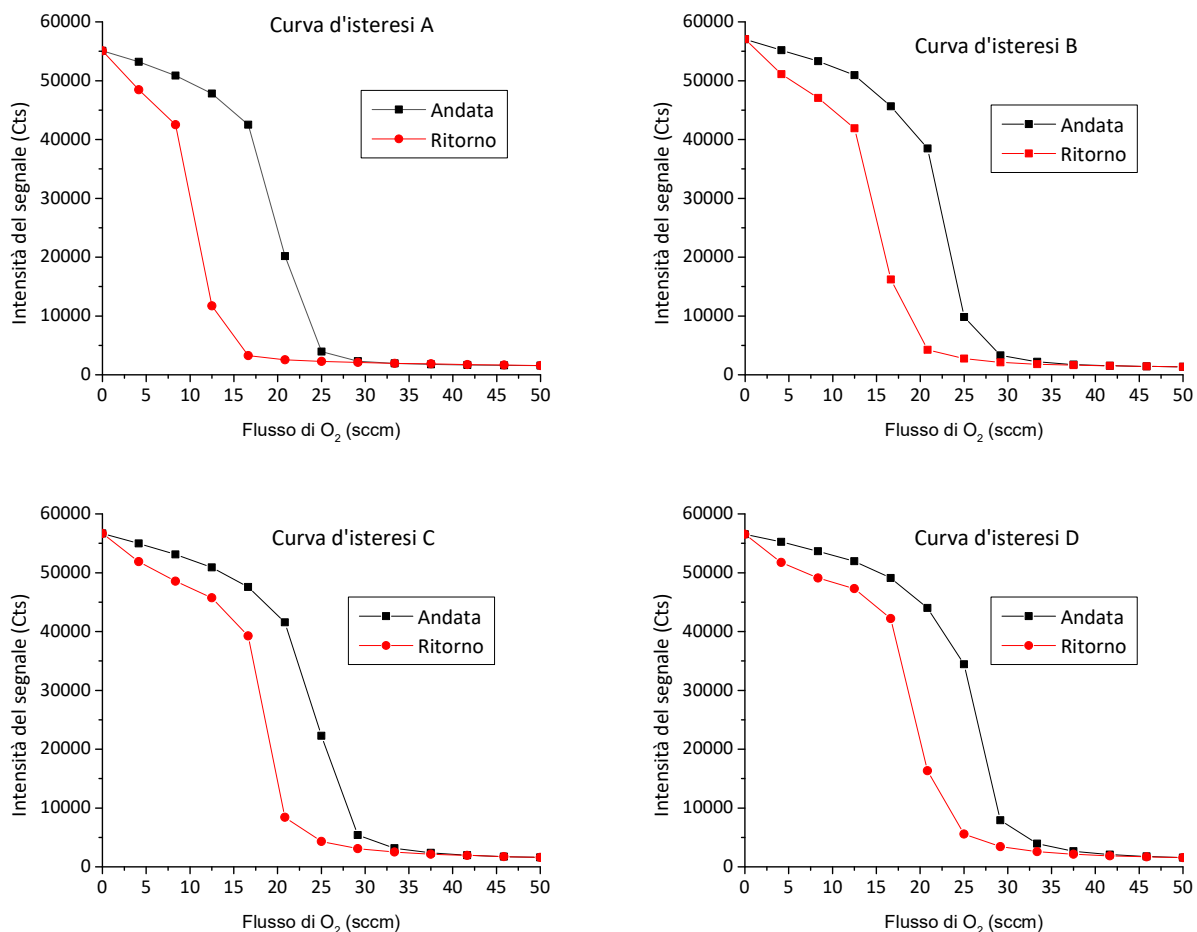 Curva d'isteresi A
Intensità del segnale (Cts)
60000
50000
40000
30000
20000
10000
0
Andata
Ritorno
0 5 10 15 20 25 30 35 40 45 50
Flusso di O₂ (sccm)
Curva d'isteresi B
Intensità del segnale (Cts)
60000
50000
40000
30000
20000
10000
0
Andata
Ritorno
0 5 10 15 20 25 30 35 40 45 50
Flusso di O₂ (sccm)
Curva d'isteresi C
Intensità del segnale (Cts)
60000
50000
40000
30000
20000
10000
0
Andata
Ritorno
0 5 10 15 20 25 30 35 40 45 50
Flusso di O₂ (sccm)
Curva d'isteresi D
Intensità del segnale (Cts)
60000
50000
40000
30000
20000
10000
0
Andata
Ritorno
0 5 10 15 20 25 30 35 40 45 50
Flusso di O₂ (sccm)